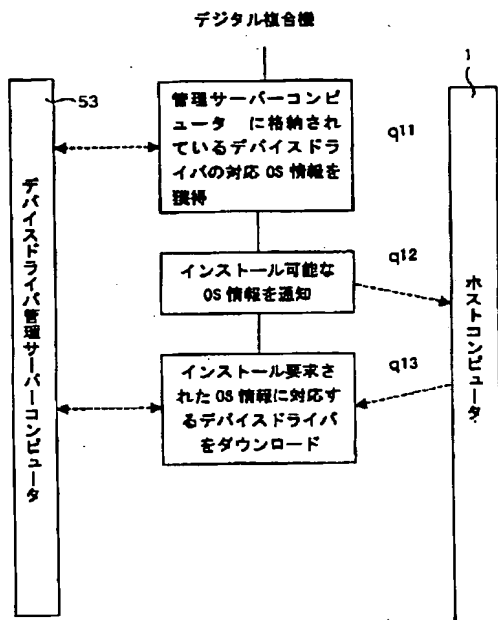 デジタル複合機
1
53
管理サーバーコンピ
ュータ に格納され
ているデバイスドラ
イバの対応 OS 情報を
獲得
q11
インストール可能な
OS 情報を通知
q12
インストール要求され
た OS 情報に対応す
るデバイスドライバ
をダウンロード
q13
デバイスドライバ管理サーバーコンピュータ
ホストコンピュータ